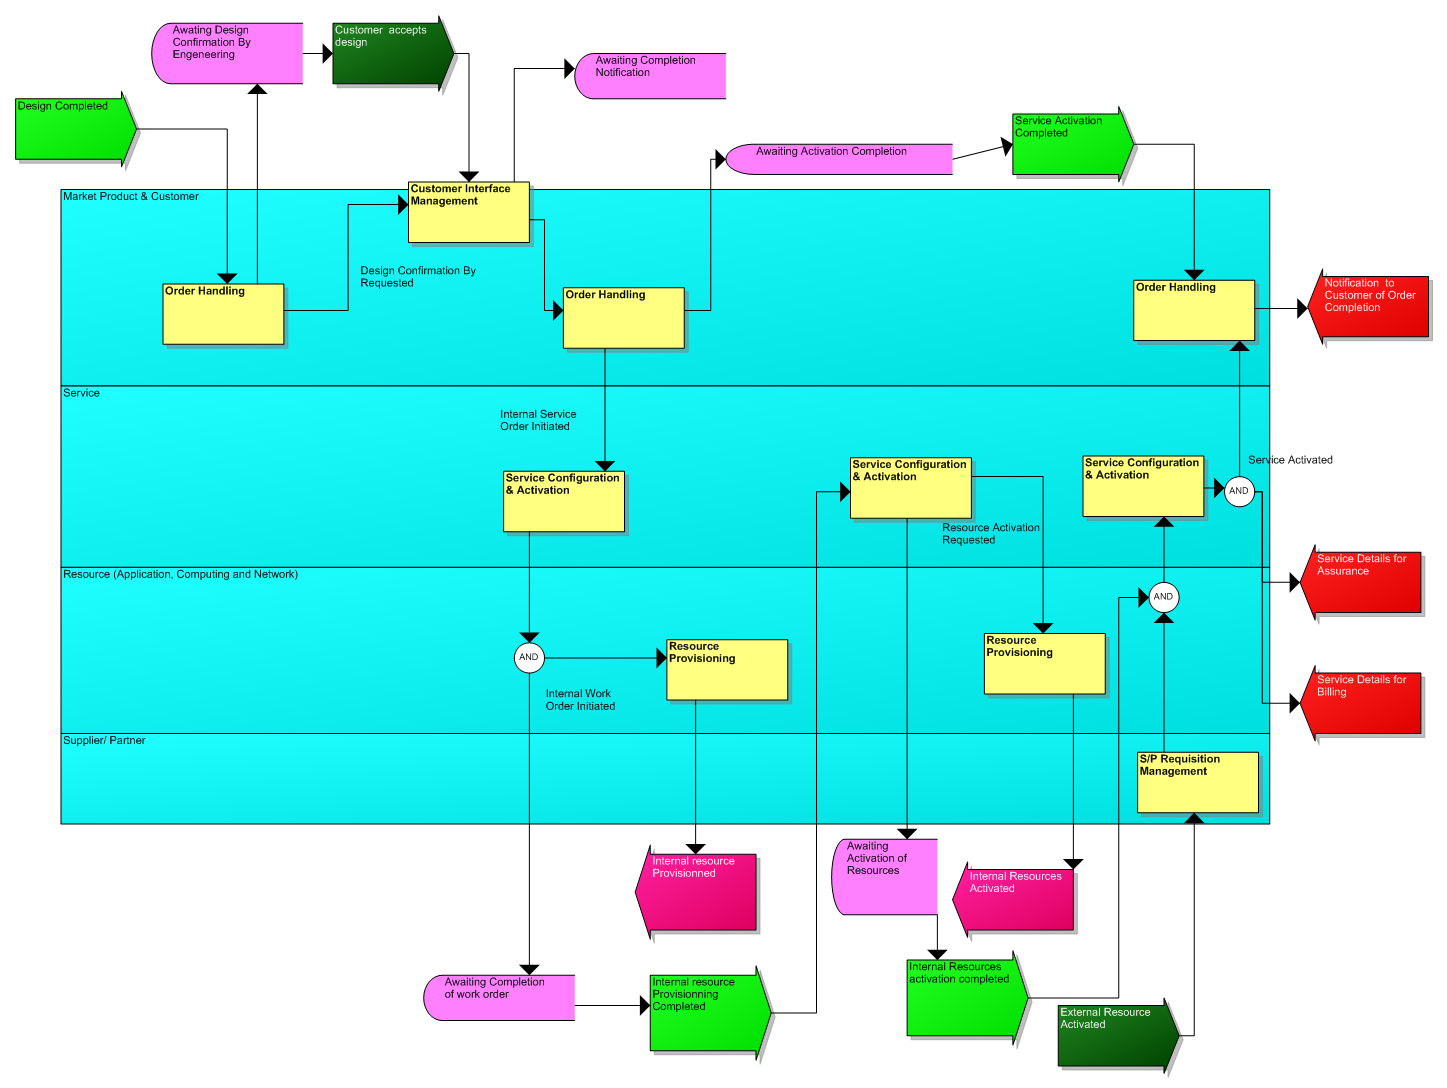 Awating Design
Confirmation By
Engeneering
Customer  accepts
design
Awaiting Completion
Notification
Design Completed
Service Activation
Completed
Awaiting Activation Completion
Market Product & Customer
Customer Interface
Management
Design Confirmation By
Requested
Order Handling
Order Handling
Order Handling
Notification  to
Customer of Order
Completion
Service
Internal Service
Order Initiated
Service Configuration
& Activation
Service Configuration
& Activation
Service Configuration
& Activation
Service Activated
AND
Resource Activation
Requested
Service Details for
Assurance
Resource (Application, Computing and Network)
AND
Resource
Provisioning
Resource
Provisioning
AND
Internal Work
Order Initiated
Service Details for
Billing
Supplier/ Partner
S/P Requisition
Management
Internal resource
Provisionned
Awaiting
Activation of
Resources
Internal Resources
Activated
Internal Resources
activation completed
Awaiting Completion
of work order
Internal resource
Provisionning
Completed
External Resource
Activated